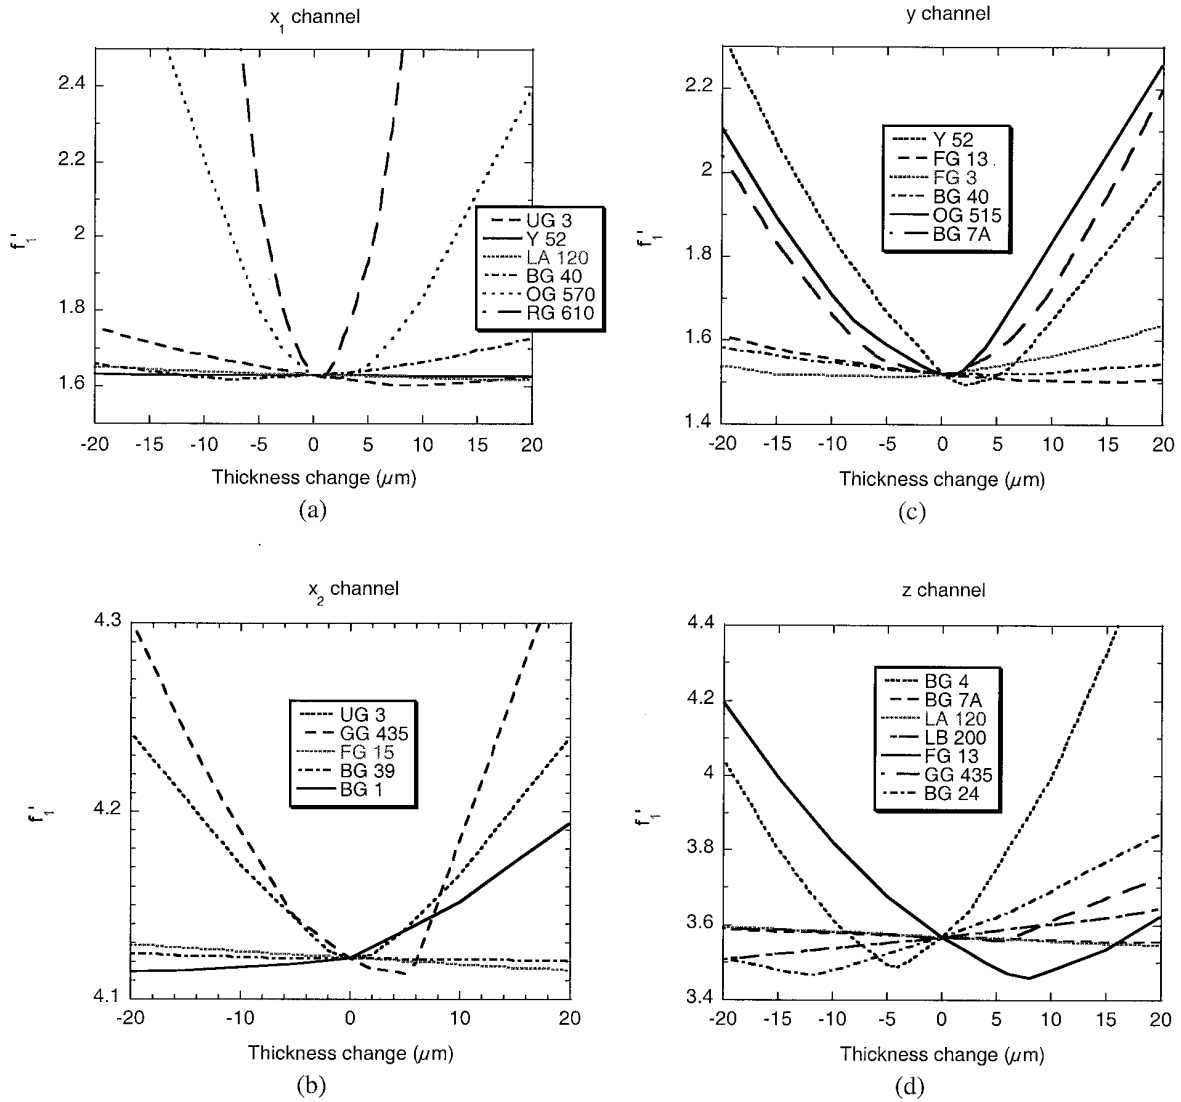 x1 channel
2.4
2.2
2
1.8
1.6
f1'
UG 3
Y 52
LA 120
BG 40
OG 570
RG 610
-20 -15 -10 -5 0 5 10 15 20
Thickness change (μm)
(a)
y channel
2.2
2
1.8
1.6
1.4
f1'
Y 52
FG 13
FG 3
BG 40
OG 515
BG 7A
-20 -15 -10 -5 0 5 10 15 20
Thickness change (μm)
(c)
x2 channel
4.3
4.2
4.1
f1'
UG 3
GG 435
FG 15
BG 39
BG 1
-20 -10 0 10 20
Thickness change (μm)
(b)
z channel
4.4
4.2
4
3.8
3.6
3.4
f1'
BG 4
BG 7A
LA 120
LB 200
FG 13
GG 435
BG 24
-20 -15 -10 -5 0 5 10 15 20
Thickness change (μm)
(d)